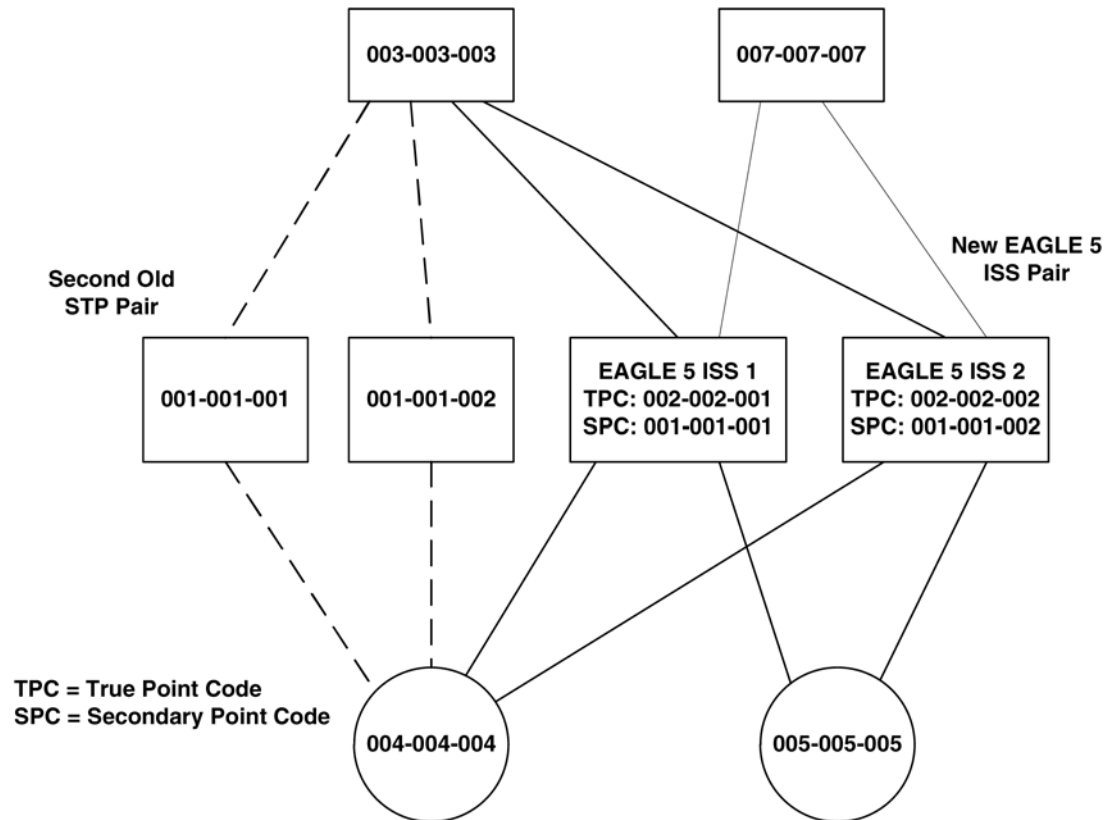 003-003-003
007-007-007
Second Old
STP Pair
New EAGLE 5
ISS Pair
001-001-001
001-001-002
EAGLE 5 ISS 1
TPC: 002-002-001
SPC: 001-001-001
EAGLE 5 ISS 2
TPC: 002-002-002
SPC: 001-001-002
TPC = True Point Code
SPC = Secondary Point Code
004-004-004
005-005-005